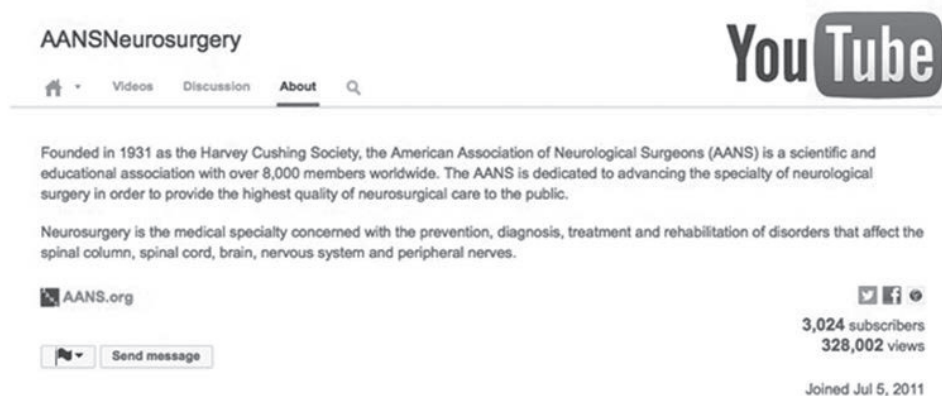 AANSNeurosurgery
YouTube
Videos Discussion About
Founded in 1931 as the Harvey Cushing Society, the American Association of Neurological Surgeons (AANS) is a scientific and
educational association with over 8,000 members worldwide. The AANS is dedicated to advancing the specialty of neurological
surgery in order to provide the highest quality of neurosurgical care to the public.
Neurosurgery is the medical specialty concerned with the prevention, diagnosis, treatment and rehabilitation of disorders that affect the
spinal column, spinal cord, brain, nervous system and peripheral nerves.
AANS.org
3,024 subscribers
328,002 views
Send message
Joined Jul 5, 2011